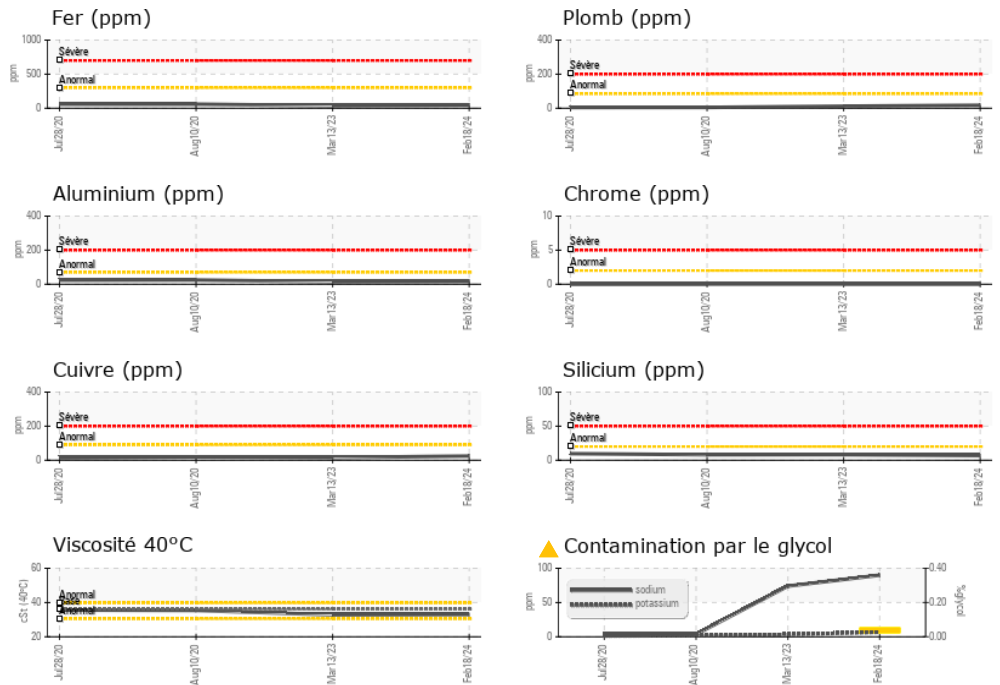 Fer (ppm)
1000
500
0
ppm
Sévère
Anormal
Jul28/20
Aug10/20
Mar13/23
Feb18/24
Plomb (ppm)
400
200
0
ppm
Sévère
Anormal
Jul28/20
Aug10/20
Mar13/23
Feb18/24
Aluminium (ppm)
400
200
0
ppm
Sévère
Anormal
Jul28/20
Aug10/20
Mar13/23
Feb18/24
Chrome (ppm)
10
5
0
ppm
Sévère
Anormal
Jul28/20
Aug10/20
Mar13/23
Feb18/24
Cuivre (ppm)
400
200
0
ppm
Sévère
Anormal
Jul28/20
Aug10/20
Mar13/23
Feb18/24
Silicium (ppm)
100
50
0
ppm
Sévère
Anormal
Jul28/20
Aug10/20
Mar13/23
Feb18/24
Viscosité 40°C
60
40
20
cSt (40°C)
Anormal
Base
Anormal
Jul28/20
Aug10/20
Mar13/23
Feb18/24
Contamination par le glycol
100
50
0
ppm
sodium
potassium
0.40
0.20
0.00
%glycol
Jul28/20
Aug10/20
Mar13/23
Feb18/24